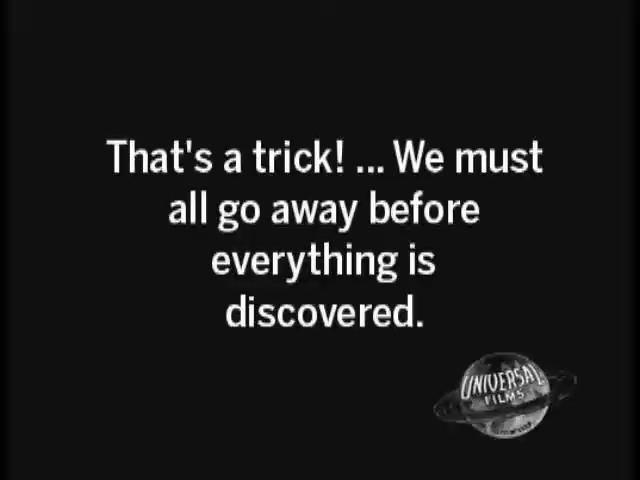 That's a trick! ... We must
all go away before
everything is
discovered.
UNIVERSAL
FILMS